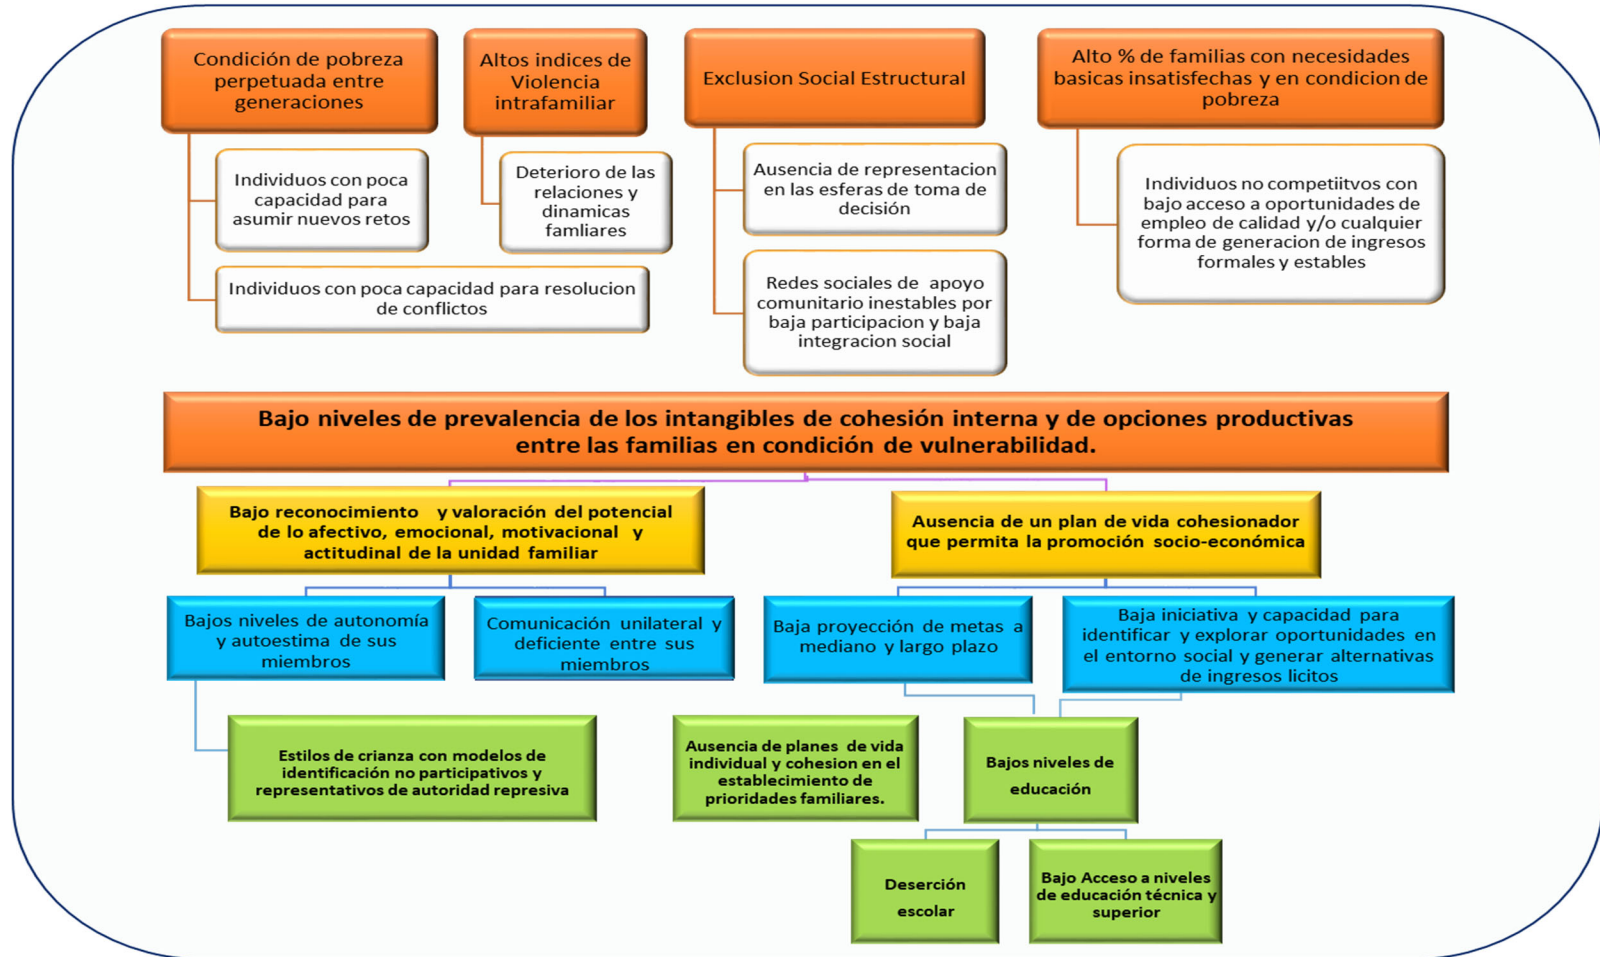 Condición de pobreza
perpetuada entre
generaciones
Altos indices de
Violencia
intrafamiliar
Exclusion Social Estructural
Alto % de familias con necesidades
basicas insatisfechas y en condicion de
pobreza
Individuos con poca
capacidad para
asumir nuevos retos
Deterioro de las
relaciones y
dinamicas
famliares
Ausencia de representacion
en las esferas de toma de
decisión
Individuos no competiitvos con
bajo acceso a oportunidades de
empleo de calidad y/o cualquier
forma de generacion de ingresos
formales y estables
Individuos con poca capacidad para resolucion
de conflictos
Redes sociales de apoyo
comunitario inestables por
baja participacion y baja
integracion social
Bajo niveles de prevalencia de los intangibles de cohesión interna y de opciones productivas
entre las familias en condición de vulnerabilidad.
Bajo reconocimiento y valoración del potencial
de lo afectivo, emocional, motivacional y
actitudinal de la unidad familiar
Ausencia de un plan de vida cohesionador
que permita la promoción socio-económica
Bajos niveles de autonomía
y autoestima de sus
miembros
Comunicación unilateral y
deficiente entre sus
miembros
Baja proyección de metas a
mediano y largo plazo
Baja iniciativa y capacidad para
identificar y explorar oportunidades en
el entorno social y generar alternativas
de ingresos licitos
Estilos de crianza con modelos de
identificación no participativos y
representativos de autoridad represiva
Ausencia de planes de vida
individual y cohesion en el
establecimiento de
prioridades familiares.
Bajos niveles de
educación
Deserción
escolar
Bajo Acceso a niveles
de educación técnica y
superior